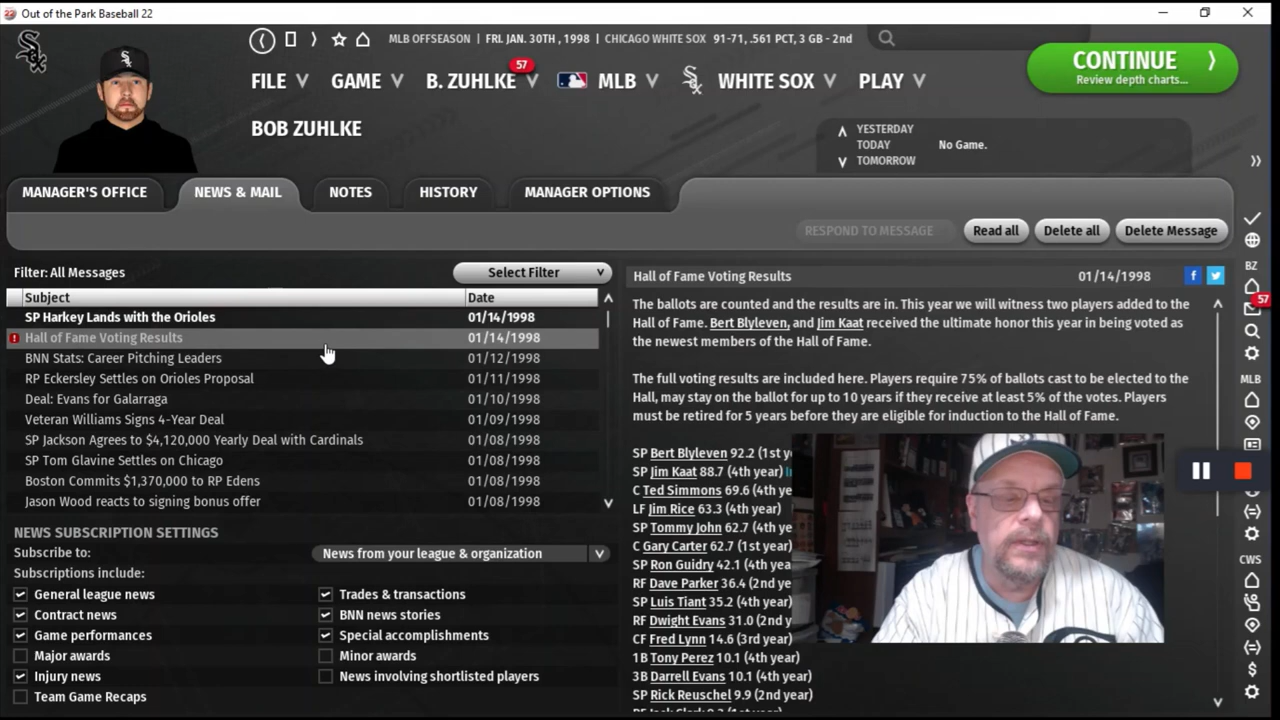 Out of the Park Baseball 22
MLB OFFSEASON | FRI. JAN. 30TH , 1998 | CHICAGO WHITE SOX 91-71, .561 PCT, 3 GB - 2nd
CONTINUE
Review depth charts...
FILE GAME B. ZUHLKE 57 MLB WHITE SOX PLAY
BOB ZUHLKE
YESTERDAY
TODAY No Game.
TOMORROW
MANAGER'S OFFICE NEWS & MAIL NOTES HISTORY MANAGER OPTIONS
RESPOND TO MESSAGE Read all Delete all Delete Message
Filter: All Messages Select Filter
Subject Date
SP Harkey Lands with the Orioles 01/14/1998
Hall of Fame Voting Results 01/14/1998
BNN Stats: Career Pitching Leaders 01/12/1998
RP Eckersley Settles on Orioles Proposal 01/11/1998
Deal: Evans for Galarraga 01/10/1998
Veteran Williams Signs 4-Year Deal 01/09/1998
SP Jackson Agrees to $4,120,000 Yearly Deal with Cardinals 01/08/1998
SP Tom Glavine Settles on Chicago 01/08/1998
Boston Commits $1,370,000 to RP Edens 01/08/1998
Jason Wood reacts to signing bonus offer 01/08/1998
NEWS SUBSCRIPTION SETTINGS
Subscribe to: News from your league & organization
Subscriptions include:
General league news Trades & transactions
Contract news BNN news stories
Game performances Special accomplishments
Major awards Minor awards
Injury news News involving shortlisted players
Team Game Recaps
Hall of Fame Voting Results 01/14/1998
The ballots are counted and the results are in. This year we will witness two players added to the
Hall of Fame. Bert Blyleven, and Jim Kaat received the ultimate honor this year in being voted as
the newest members of the Hall of Fame.
The full voting results are included here. Players require 75% of ballots cast to be elected to the
Hall, may stay on the ballot for up to 10 years if they receive at least 5% of the votes. Players
must be retired for 5 years before they are eligible for induction to the Hall of Fame.
SP Bert Blyleven 92.2 (1st y
SP Jim Kaat 88.7 (4th year) I
C Ted Simmons 69.6 (4th ye
LF Jim Rice 63.3 (4th year)
SP Tommy John 62.7 (4th ye
C Gary Carter 62.7 (1st year)
SP Ron Guidry 42.1 (4th yea
RF Dave Parker 36.4 (2nd ye
SP Luis Tiant 35.2 (4th year)
RF Dwight Evans 31.0 (2nd y
CF Fred Lynn 14.6 (3rd year)
1B Tony Perez 10.1 (4th year)
3B Darrell Evans 10.1 (4th year)
SP Rick Reuschel 9.9 (2nd year)
BZ
57
MLB
CWS